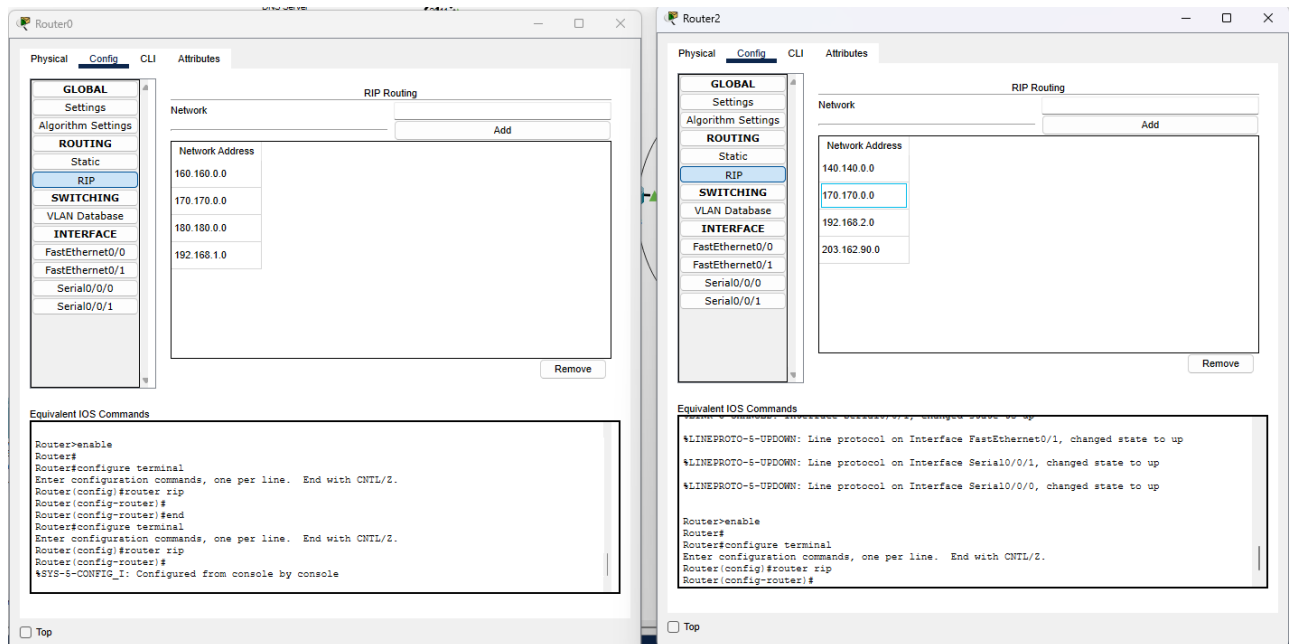 DNS Server
Router0
Physical Config CLI Attributes
GLOBAL
Settings
Algorithm Settings
ROUTING
Static
RIP
SWITCHING
VLAN Database
INTERFACE
FastEthernet0/0
FastEthernet0/1
Serial0/0/0
Serial0/0/1
RIP Routing
Network
Add
Network Address
160.160.0.0
170.170.0.0
180.180.0.0
192.168.1.0
Remove
Equivalent IOS Commands
Router>enable
Router#
Router#configure terminal
Enter configuration commands, one per line. End with CNTL/Z.
Router(config)#router rip
Router(config-router)#
Router(config-router)#end
Router#configure terminal
Enter configuration commands, one per line. End with CNTL/Z.
Router(config)#router rip
Router(config-router)#
%SYS-5-CONFIG_I: Configured from console by console
Top
Router2
Physical Config CLI Attributes
GLOBAL
Settings
Algorithm Settings
ROUTING
Static
RIP
SWITCHING
VLAN Database
INTERFACE
FastEthernet0/0
FastEthernet0/1
Serial0/0/0
Serial0/0/1
RIP Routing
Network
Add
Network Address
140.140.0.0
170.170.0.0
192.168.2.0
203.162.90.0
Remove
Equivalent IOS Commands
changed state to up
%LINEPROTO-5-UPDOWN: Line protocol on Interface FastEthernet0/1, changed state to up
%LINEPROTO-5-UPDOWN: Line protocol on Interface Serial0/0/1, changed state to up
%LINEPROTO-5-UPDOWN: Line protocol on Interface Serial0/0/0, changed state to up
Router>enable
Router#
Router#configure terminal
Enter configuration commands, one per line. End with CNTL/Z.
Router(config)#router rip
Router(config-router)#
Top